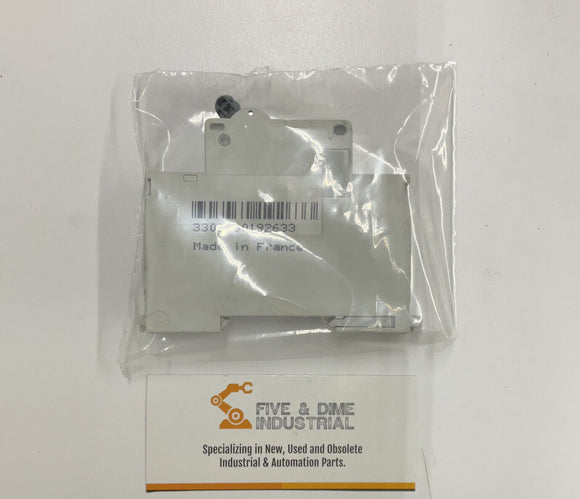 Made in France
FIVE & DIME
INDUSTRIAL
Specializing in New, Used and Obsolete
Industrial & Automation Parts.